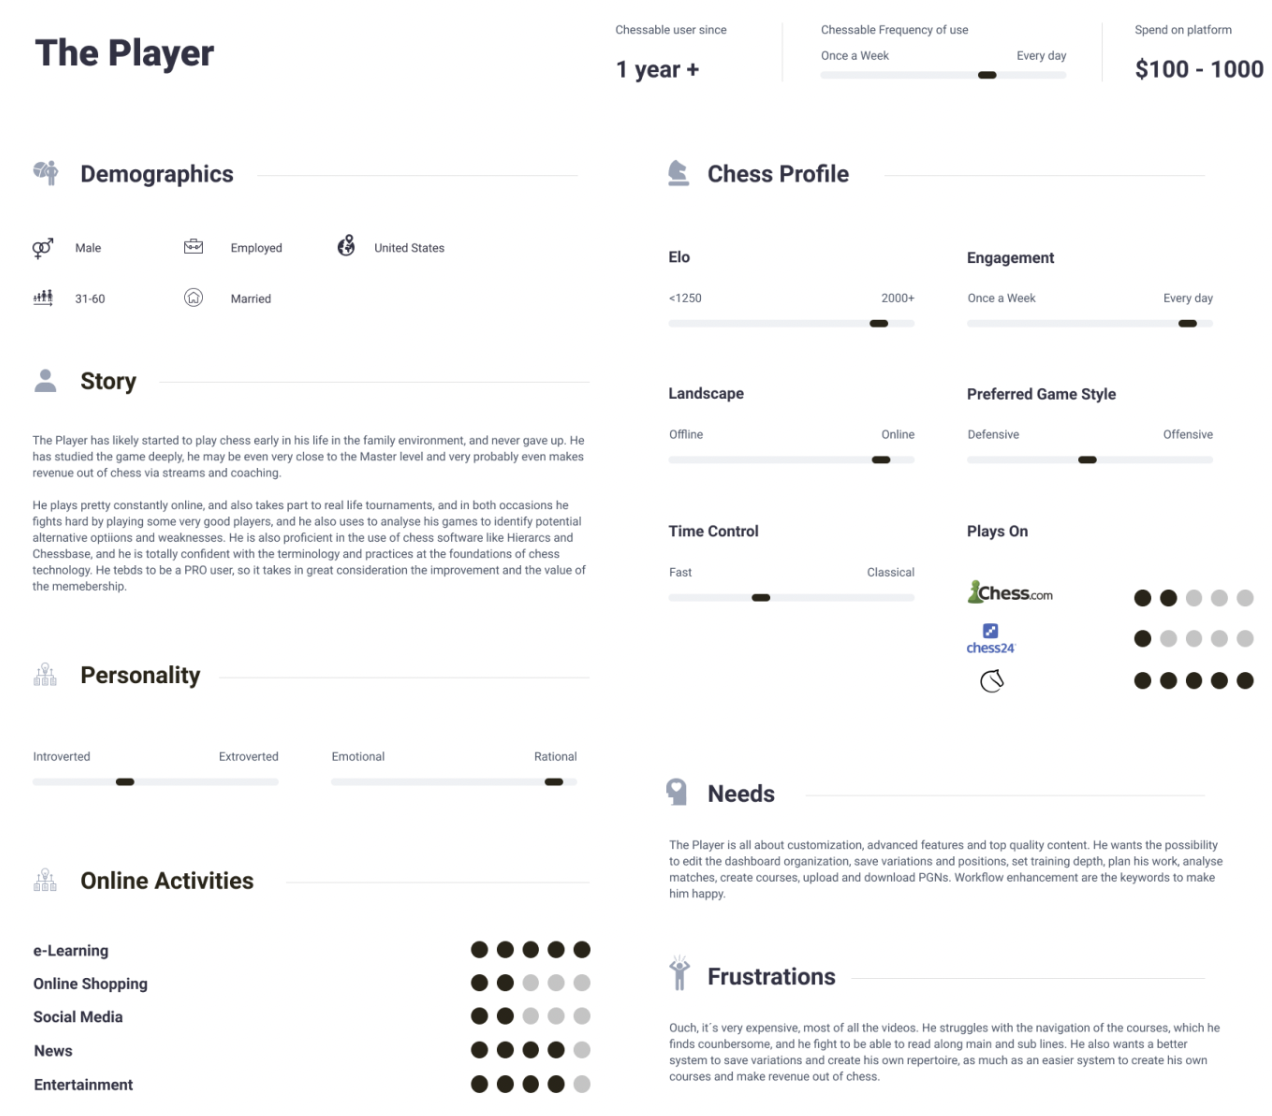 The Player
Chessable user since
1 year +
Chessable Frequency of use
Once a Week
Every day
Spend on platform
$100 - 1000
Demographics
Male
Employed
United States
31-60
Married
Story
The Player has likely started to play chess early in his life in the family environment, and never gave up. He
has studied the game deeply, he may be even very close to the Master level and very probably even makes
revenue out of chess via streams and coaching.
He plays pretty constantly online, and also takes part to real life tournaments, and in both occasions he
fights hard by playing some very good players, and he also uses to analyse his games to identify potential
alternative optiions and weaknesses. He is also proficient in the use of chess software like Hierarcs and
Chessbase, and he is totally confident with the terminology and practices at the foundations of chess
technology. He tebds to be a PRO user, so it takes in great consideration the improvement and the value of
the memebership.
Personality
Introverted
Extroverted
Emotional
Rational
Online Activities
e-Learning
Online Shopping
Social Media
News
Entertainment
Chess Profile
Elo
<1250
2000+
Engagement
Once a Week
Every day
Landscape
Offline
Online
Preferred Game Style
Defensive
Offensive
Time Control
Fast
Classical
Plays On
Chess.com
chess24
Needs
The Player is all about customization, advanced features and top quality content. He wants the possibility
to edit the dashboard organization, save variations and positions, set training depth, plan his work, analyse
matches, create courses, upload and download PGNs. Workflow enhancement are the keywords to make
him happy.
Frustrations
Ouch, it´s very expensive, most of all the videos. He struggles with the navigation of the courses, which he
finds counbersome, and he fight to be able to read along main and sub lines. He also wants a better
system to save variations and create his own repertoire, as much as an easier system to create his own
courses and make revenue out of chess.